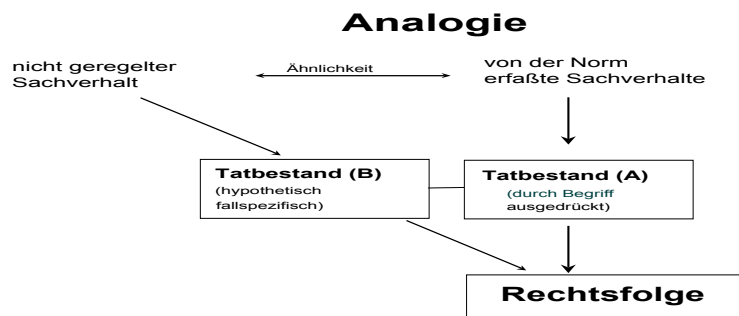 Analogie
nicht geregelter
Sachverhalt
Ähnlichkeit
von der Norm
erfaßte Sachverhalte
Tatbestand (B)
(hypothetisch
fallspezifisch)
Tatbestand (A)
(durch Begriff
ausgedrückt)
Rechtsfolge